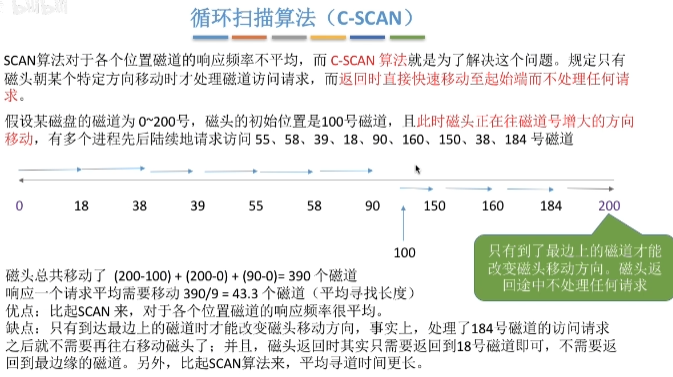 循环扫描算法（C-SCAN）
SCAN算法对于各个位置磁道的响应频率不平均，而 C-SCAN 算法就是为了解决这个问题。规定只有
磁头朝某个特定方向移动时才处理磁道访问请求，而返回时直接快速移动至起始端而不处理任何请
求。
假设某磁盘的磁道为 0~200号，磁头的初始位置是100号磁道，且此时磁头正在往磁道号增大的方向
移动，有多个进程先后陆续地请求访问 55、58、39、18、90、160、150、38、184 号磁道
0 18 38 39 55 58 90 150 160 184 200
100
只有到了最边上的磁道才能
改变磁头移动方向。磁头返
回途中不处理任何请求
磁头总共移动了 (200-100) + (200-0) + (90-0)= 390 个磁道
响应一个请求平均需要移动 390/9 = 43.3 个磁道（平均寻找长度）
优点：比起SCAN 来，对于各个位置磁道的响应频率很平均。
缺点：只有到达最边上的磁道时才能改变磁头移动方向，事实上，处理了184号磁道的访问请求
之后就不需要再往右移动磁头了；并且，磁头返回时其实只需要返回到18号磁道即可，不需要返
回到最边缘的磁道。另外，比起SCAN算法来，平均寻道时间更长。